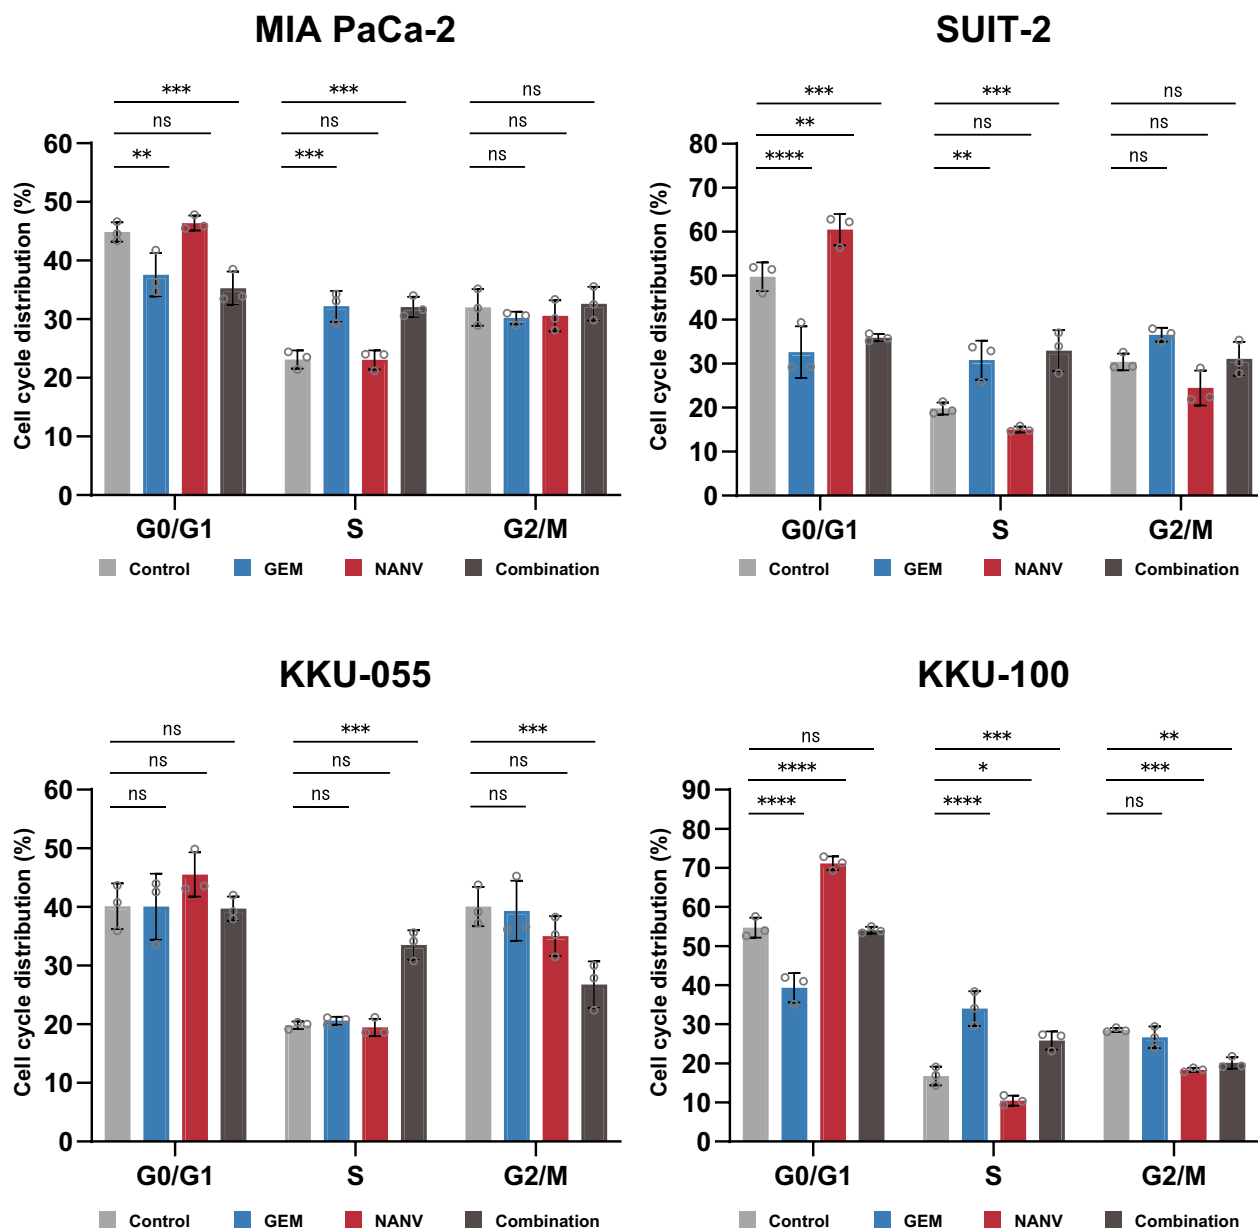 MIA PaCa-2
*** *** ns
ns ns ns
** *** ns
Cell cycle distribution (%)
60
50
40
30
20
10
0
G0/G1 S G2/M
Control GEM NANV Combination
SUIT-2
*** *** ns
** ns ns
**** ** ns
Cell cycle distribution (%)
80
70
60
50
40
30
20
10
0
G0/G1 S G2/M
Control GEM NANV Combination
KKU-055
ns *** ***
ns ns ns
ns ns ns
Cell cycle distribution (%)
60
50
40
30
20
10
0
G0/G1 S G2/M
Control GEM NANV Combination
KKU-100
ns *** **
**** * ***
**** **** ns
Cell cycle distribution (%)
90
80
70
60
50
40
30
20
10
0
G0/G1 S G2/M
Control GEM NANV Combination